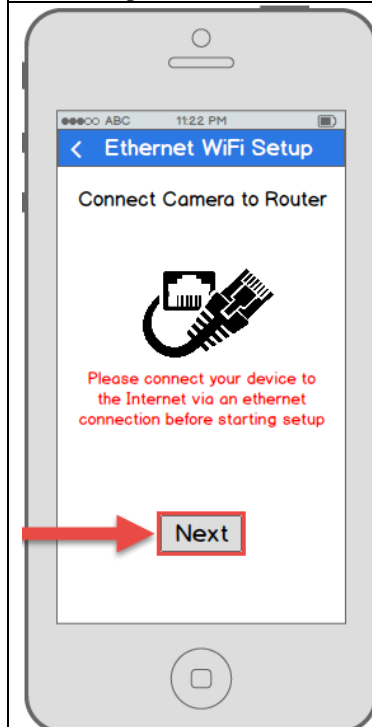 ABC 11:22 PM
< Ethernet WiFi Setup
Connect Camera to Router
Please connect your device to
the Internet via an ethernet
connection before starting setup
Next